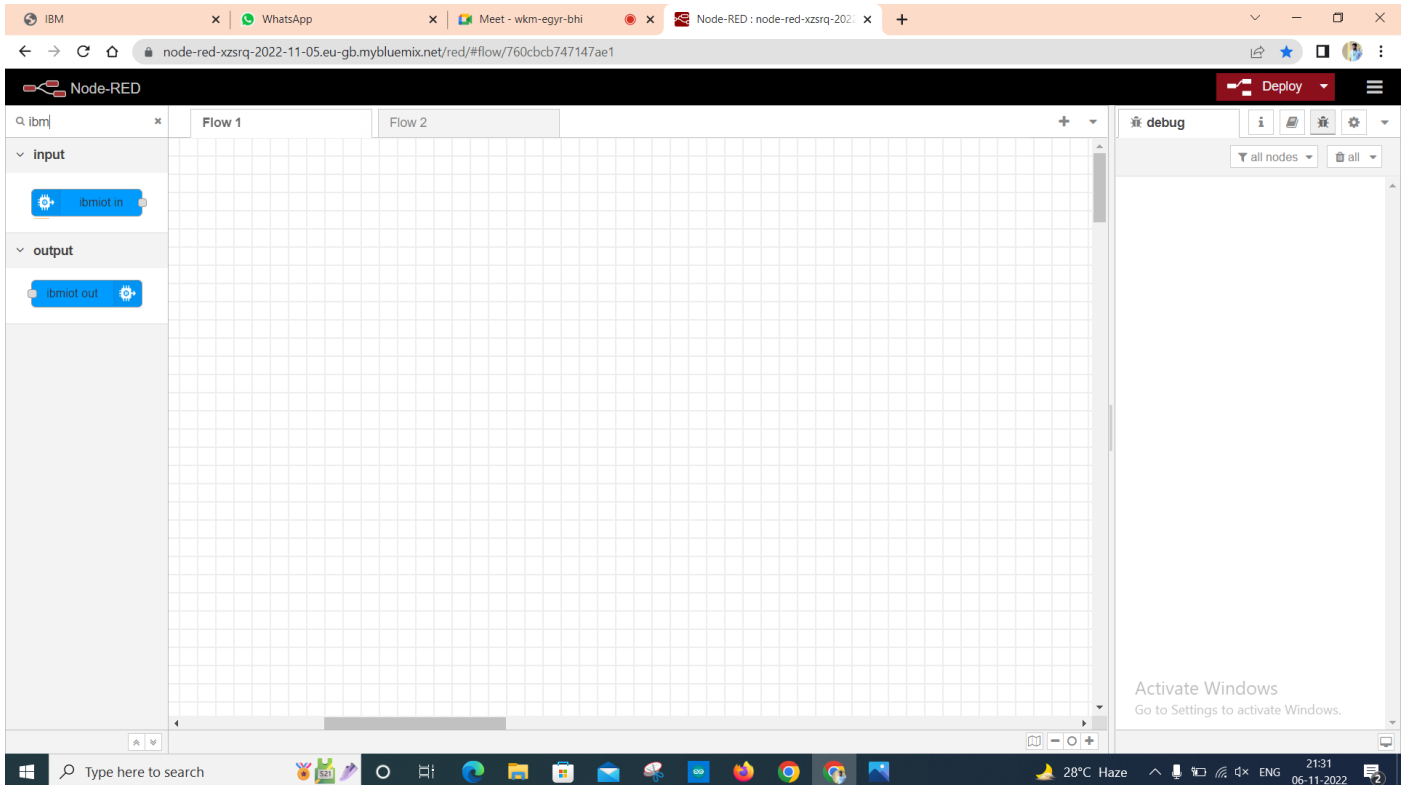 IBM
WhatsApp
Meet - wkm-egyr-bhi
Node-RED : node-red-xzsrq-202
node-red-xzsrq-2022-11-05.eu-gb.mybluemix.net/red/#flow/760cbcb747147ae1
Node-RED
Deploy
ibm
Flow 1
Flow 2
debug
i
input
all nodes
all
ibmiot in
output
ibmiot out
Activate Windows
Go to Settings to activate Windows.
Type here to search
28°C Haze
ENG
21:31
06-11-2022
2